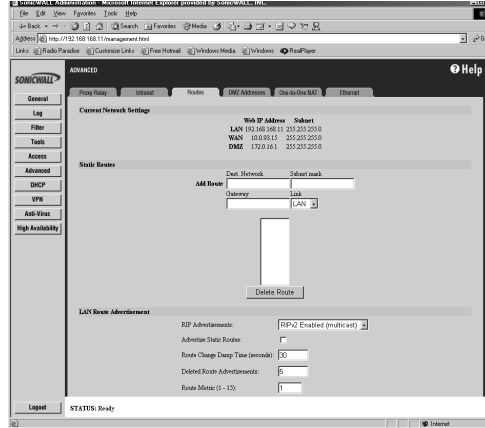 SonicWALL Administration - Microsoft Internet Explorer provided by SonicWALL, INC.
File Edit View Favorites Tools Help
Back Search Favorites Media
Address http://192.168.168.11/management.html
Links Radio Paradise Customize Links Free Hotmail Windows Media Windows RealPlayer
SONICWALL
ADVANCED
Help
Proxy Relay Intranet Routes DMZ Addresses One-to-One NAT Ethernet
General
Log
Filter
Tools
Access
Advanced
DHCP
VPN
Anti-Virus
High Availability
Current Network Settings
Web IP Address Subnet
LAN 192.168.168.11 255.255.255.0
WAN 10.0.93.15 255.255.255.0
DMZ 172.0.16.1 255.255.255.0
Static Routes
Dest. Network Subnet mask
Add Route
Gateway Link
LAN
Delete Route
LAN Route Advertisement
RIP Advertisements: RIPv2 Enabled (multicast)
Advertise Static Routes:
Route Change Damp Time (seconds): 30
Deleted Route Advertisements: 5
Route Metric (1 - 15): 1
Logout
STATUS: Ready
Internet